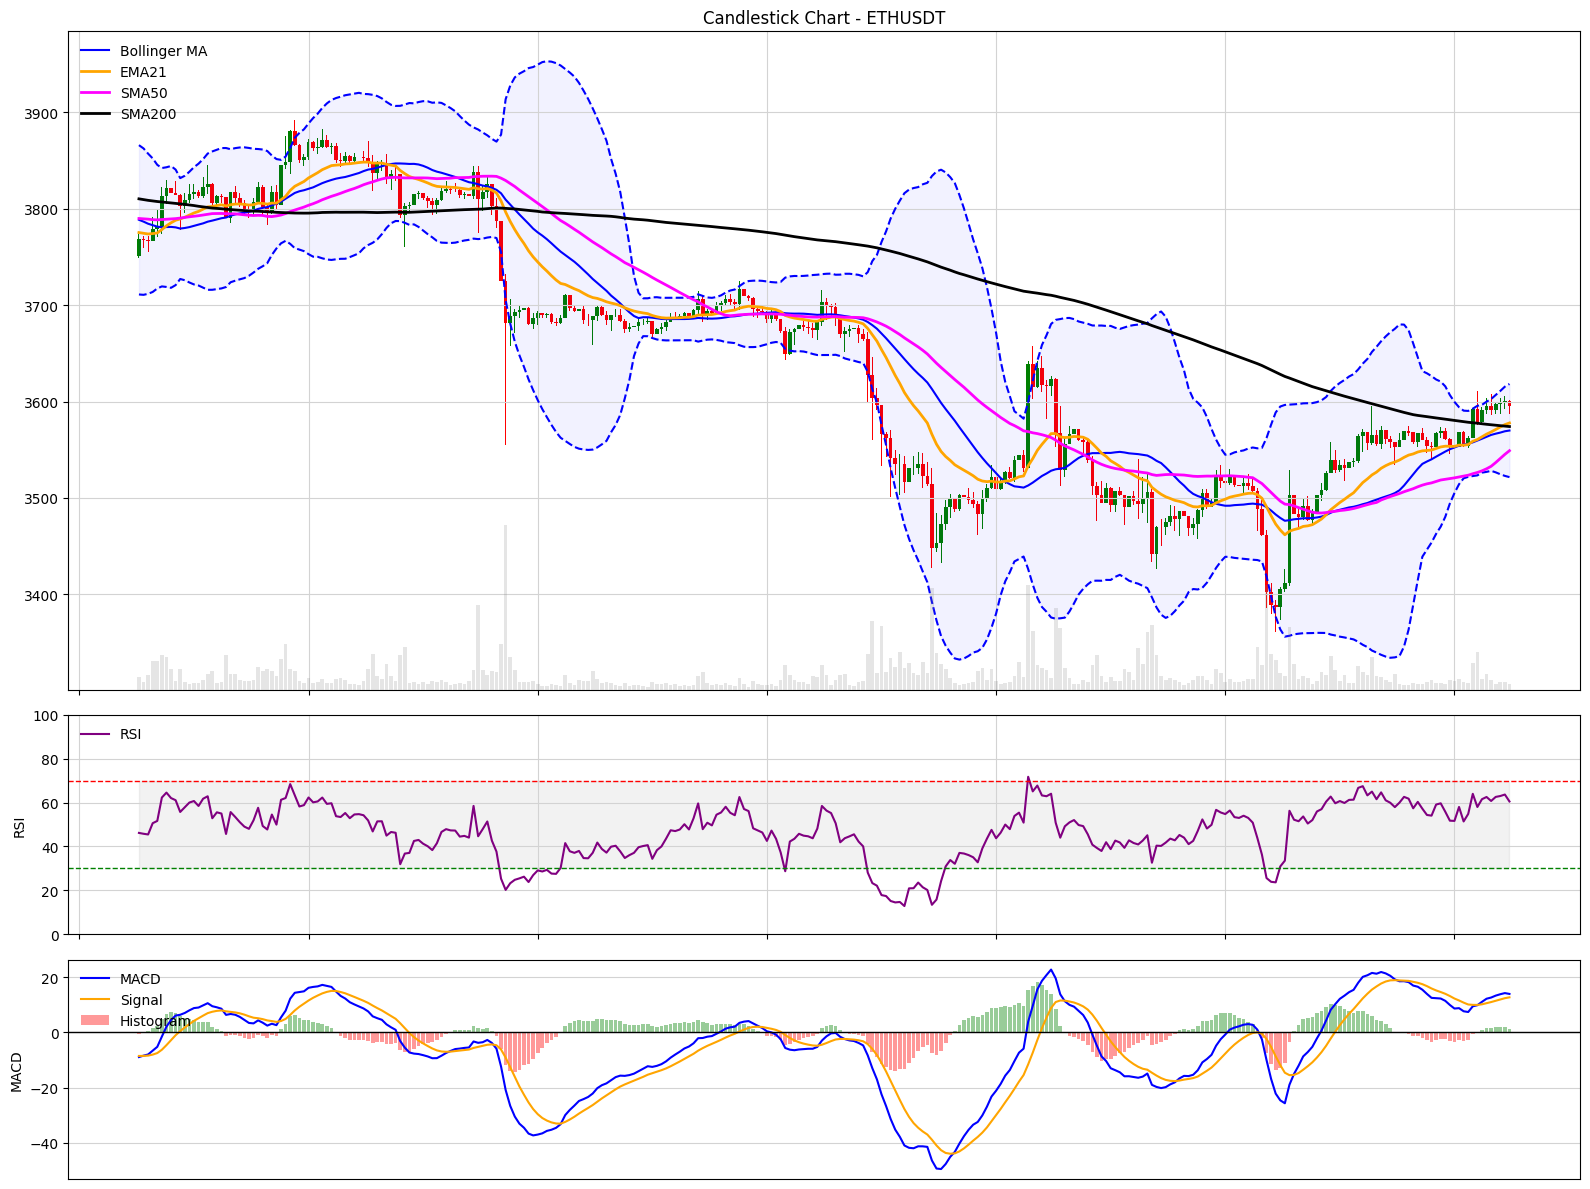 Candlestick Chart - ETHUSDT
Bollinger MA
EMA21
SMA50
SMA200
3900
3800
3700
3600
3500
3400
100
80
60
40
20
0
RSI
RSI
20
0
−20
−40
MACD
MACD
Signal
Histogram